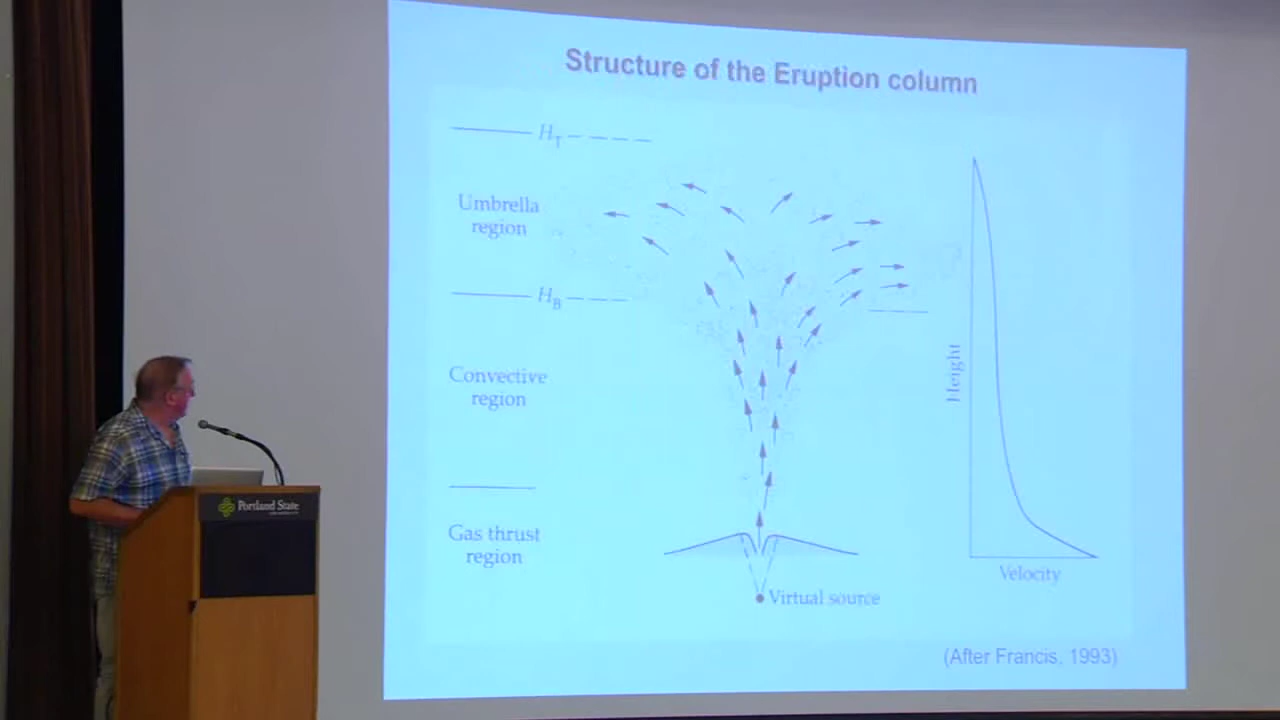 Structure of the Eruption column
H_T
Umbrella
region
H_B
Convective
region
Gas thrust
region
Virtual source
Height
Velocity
(After Francis, 1993)
Portland State